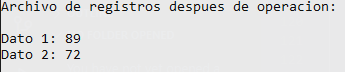 Archivo de registros despues de operacion:
Dato 1: 89
Dato 2: 72